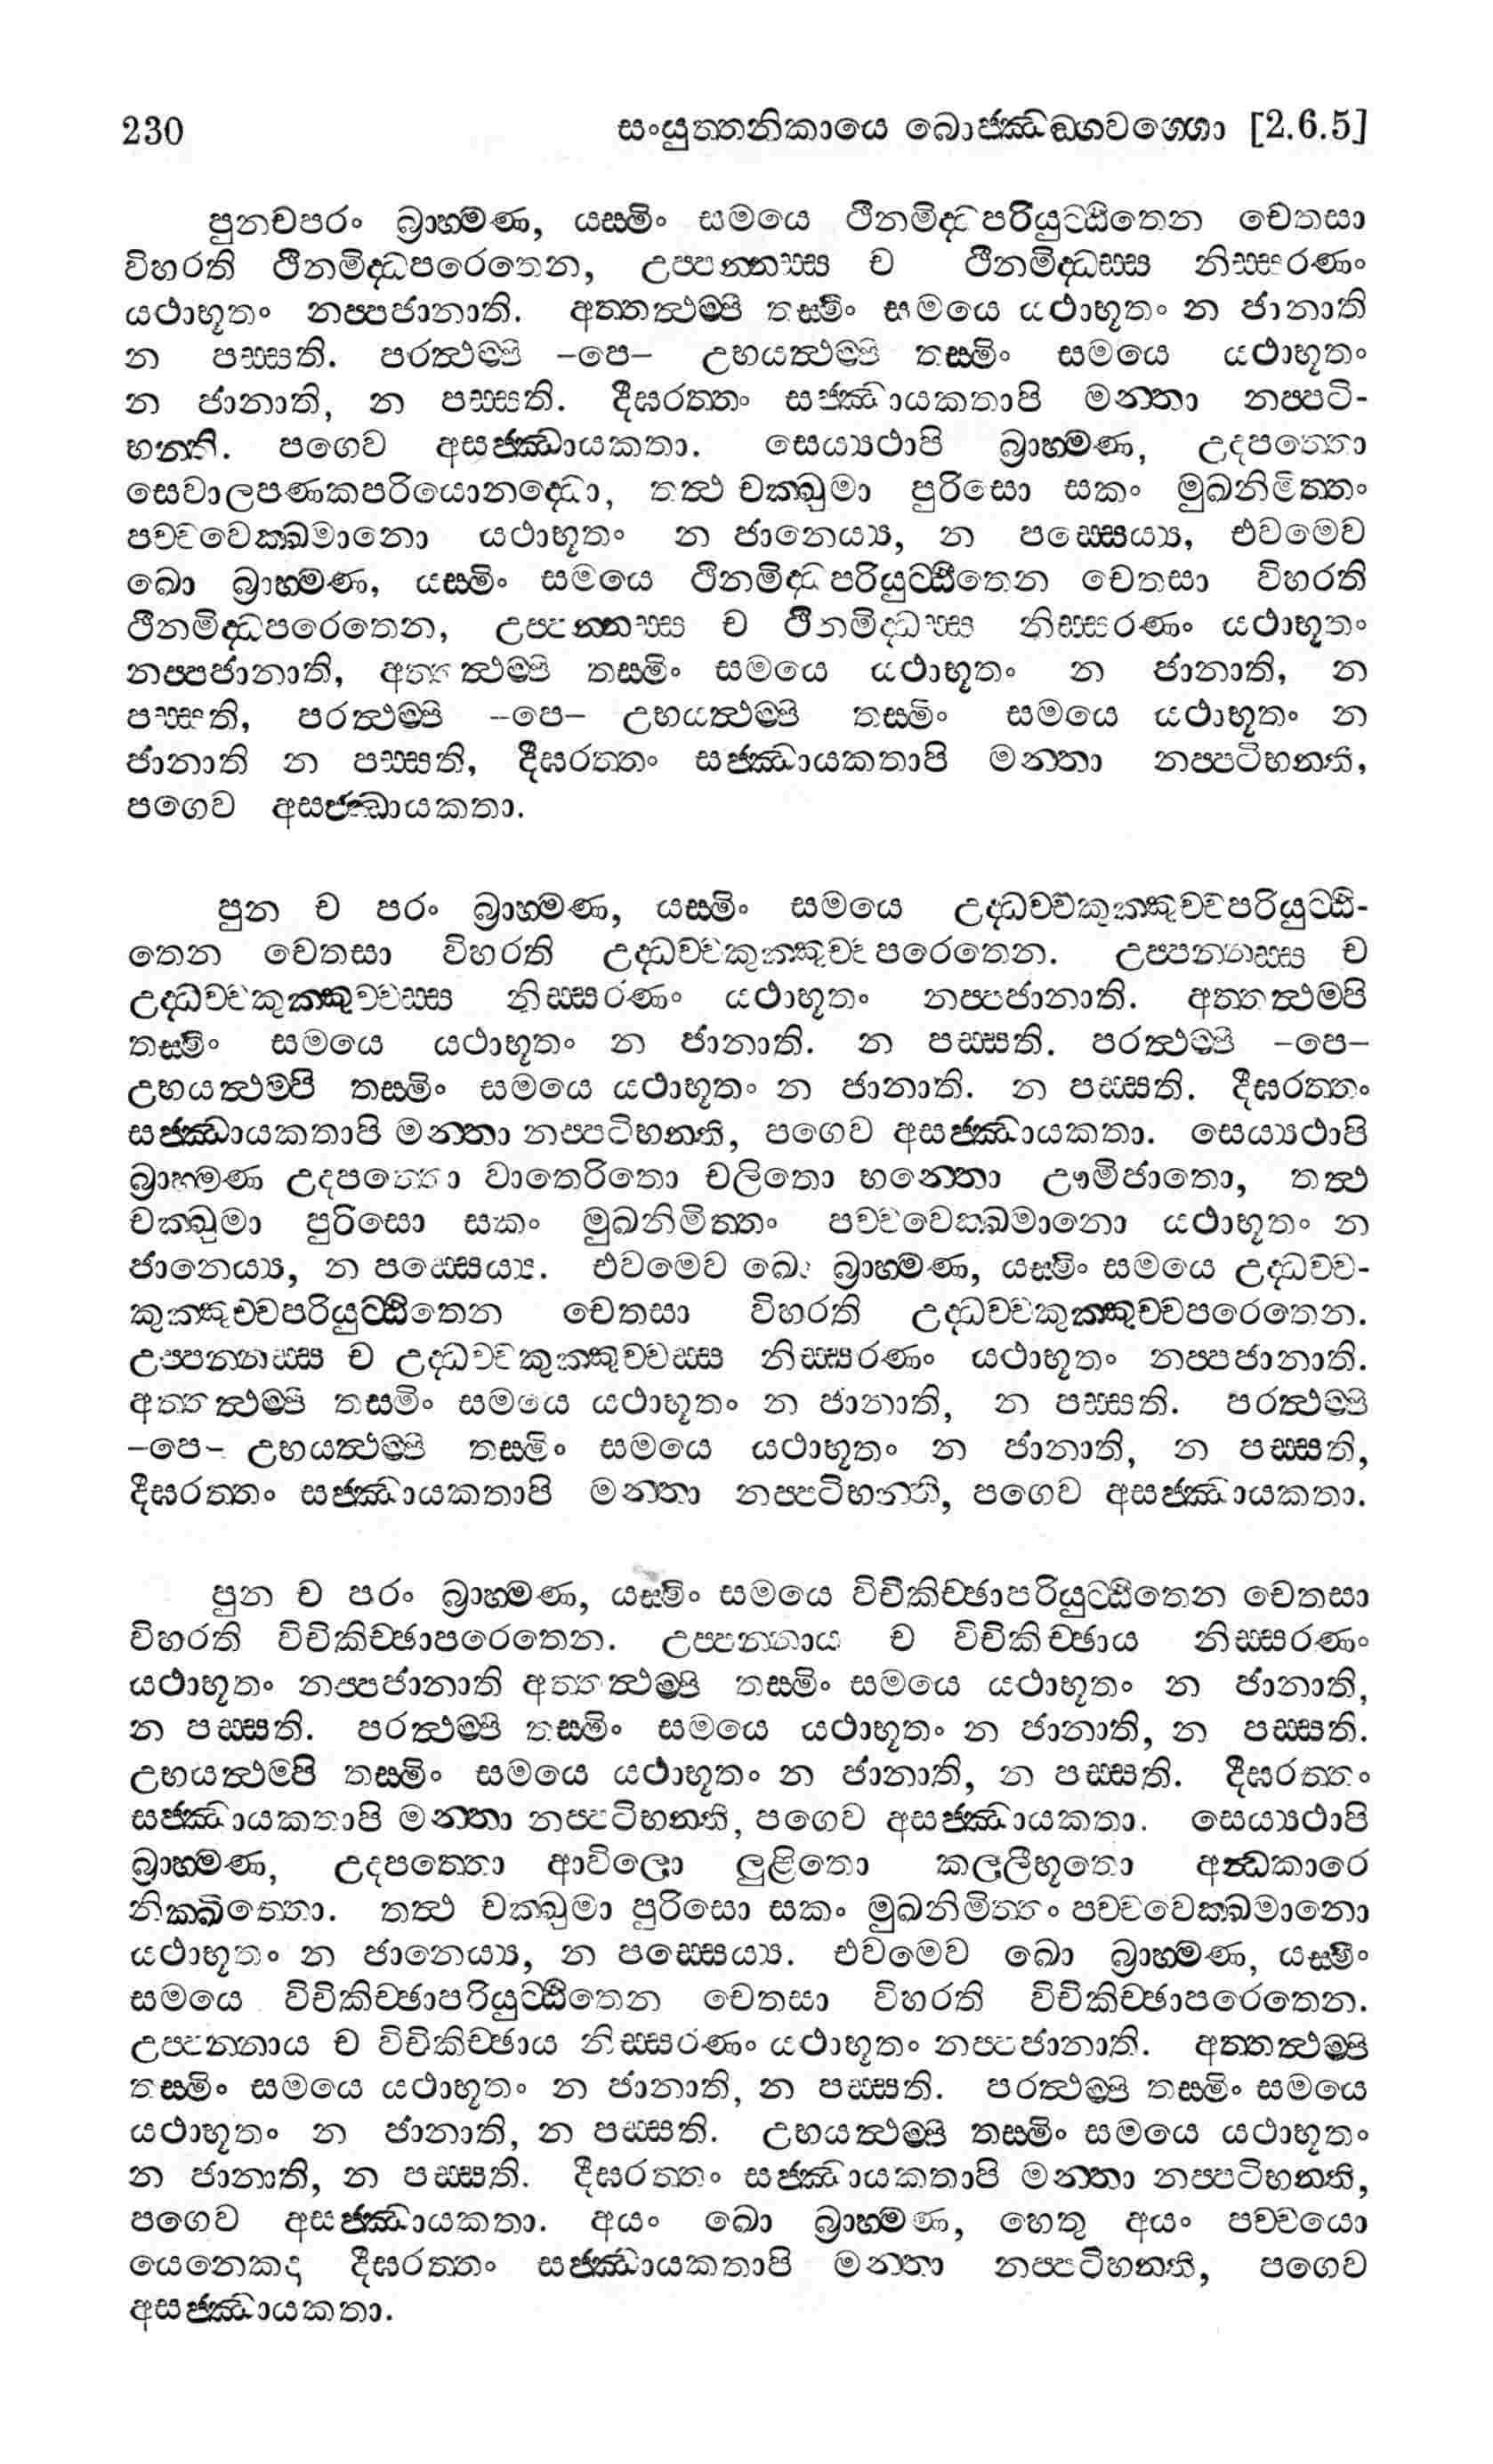 230 සංයුත්තනිකායෙ බොජ්ඣඞ්ගවග්ගො [2.6.5]
පුනචපරං බ්‍රාහ්මණ, යස්මිං සමයෙ ථීනමිද්ධපරියුට්ඨිතෙන චෙතසා
විහරති ථීනමිද්ධපරෙතෙන, උප්පන්නස්ස ච ථීනමිද්ධස්ස නිස්සරණං
යථාභූතං නප්පජානාති. අත්තත්ථම්පි තස්මිං සමයෙ යථාභූතං න ජානාති
න පස්සති. පරත්ථම්පි –පෙ– උභයත්ථම්පි තස්මිං සමයෙ යථාභූතං
න ජානාති, න පස්සති. දීඝරත්තං සජ්ඣායකතාපි මන්තා නප්පටි-
භන්ති. පගෙව අසජ්ඣායකතා. සෙය්‍යථාපි බ්‍රාහ්මණ, උදපත්තො
සෙවාලපණකපරියොනද්ධො, තත්ථ චක්ඛුමා පුරිසො සකං මුඛනිමිත්තං
පච්චවෙක්ඛමානො යථාභූතං න ජානෙය්‍ය, න පස්සෙය්‍ය, එවමෙව
ඛො බ්‍රාහ්මණ, යස්මිං සමයෙ ථිනමිද්ධපරියුට්ඨිතෙන චෙතසා විහරති
ථීනමිද්ධපරෙතෙන, උප්පන්නස්ස ච ථිනමිද්ධස්ස නිස්සරණං යථාභූතං
නප්පජානාති, අත්තත්ථම්පි තස්මිං සමයෙ යථාභූතං න ජානාති, න
පස්සති, පරත්ථම්පි –පෙ– උභයත්ථම්පි තස්මිං සමයෙ යථාභූතං න
ජානාති න පස්සති, දීඝරත්තං සජ්ඣායකතාපි මන්තා නප්පටිභන්ති,
පගෙව අසජ්ඣායකතා.
පුන ච පරං බ්‍රාහ්මණ, යස්මිං සමයෙ උද්ධච්චකුක්කුච්චපරියුට්ඨි-
තෙන චෙතසා විහරති උද්ධච්චකුක්කුච්චපරෙතෙන. උප්පන්නස්ස ච
උද්ධච්චකුක්කුච්චස්ස නිස්සරණං යථාභූතං නප්පජානාති. අත්තත්ථම්පි
තස්මිං සමයෙ යථාභූතං න ජානාති. න පස්සති. පරත්ථම්පි –පෙ–
උභයත්ථම්පි තස්මිං සමයෙ යථාභූතං න ජානාති. න පස්සති. දීඝරත්තං
සජ්ඣායකතාපි මන්තා නප්පටිභන්ති, පගෙව අසජ්ඣායකතා. සෙය්‍යථාපි
බ්‍රාහ්මණ උදපත්තො වාතෙරිතො චලිතො භන්තො ඌමිජාතො, තත්ථ
චක්ඛුමා පුරිසො සකං මුඛනිමිත්තං පච්චවෙක්ඛමානො යථාභූතං න
ජානෙය්‍ය, න පස්සෙය්‍ය. එවමෙව ඛො බ්‍රාහ්මණ, යස්මිං සමයෙ උද්ධච්ච-
කුක්කුච්චපරියුට්ඨිතෙන චෙතසා විහරති උද්ධච්චකුක්කුච්චපරෙතෙන.
උප්පන්නස්ස ච උද්ධච්චකුක්කුච්චස්ස නිස්සරණං යථාභූතං නප්පජානාති.
අත්තත්ථම්පි තස්මිං සමයෙ යථාභූතං න ජානාති, න පස්සති. පරත්ථම්පි
–පෙ– උභයත්ථම්පි තස්මිං සමයෙ යථාභූතං න ජානාති, න පස්සති,
දීඝරත්තං සජ්ඣායකතාපි මන්තා නප්පටිභන්ති, පගෙව අසජ්ඣායකතා.
පුන ච පරං බ්‍රාහ්මණ, යස්මිං සමයෙ විචිකිච්ඡාපරියුට්ඨිතෙන චෙතසා
විහරති විචිකිච්ඡාපරෙතෙන. උප්පන්නාය ච විචිකිච්ඡාය නිස්සරණං
යථාභූතං නප්පජානාති අත්තත්ථම්පි තස්මිං සමයෙ යථාභූතං න ජානාති,
න පස්සති. පරත්ථම්පි තස්මිං සමයෙ යථාභූතං න ජානාති, න පස්සති.
උභයත්ථම්පි තස්මිං සමයෙ යථාභූතං න ජානාති, න පස්සති. දීඝරත්තං
සජ්ඣායකතාපි මන්තා නප්පටිභන්ති, පගෙව අසජ්ඣායකතා. සෙය්‍යථාපි
බ්‍රාහ්මණ, උදපත්තො ආවිලො ලුළිතො කලලීභූතො අන්ධකාරෙ
නික්ඛිත්තො. තත්ථ චක්ඛුමා පුරිසො සකං මුඛනිමිත්තං පච්චවෙක්ඛමානො
යථාභූතං න ජානෙය්‍ය, න පස්සෙය්‍ය. එවමෙව ඛො බ්‍රාහ්මණ, යස්මිං
සමයෙ විචිකිච්ඡාපරියුට්ඨිතෙන චෙතසා විහරති විචිකිච්ඡාපරෙතෙන.
උප්පන්නාය ච විචිකිච්ඡාය නිස්සරණං යථාභූතං නප්පජානාති. අත්තත්ථම්පි
තස්මිං සමයෙ යථාභූතං න ජානාති, න පස්සති. පරත්ථම්පි තස්මිං සමයෙ
යථාභූතං න ජානාති, න පස්සති. උභයත්ථම්පි තස්මිං සමයෙ යථාභූතං
න ජානාති, න පස්සති. දීඝරත්තං සජ්ඣායකතාපි මන්තා නප්පටිභන්ති,
පගෙව අසජ්ඣායකතා. අයං ඛො බ්‍රාහ්මණ, හෙතු අයං පච්චයො
යෙනෙකදා දීඝරත්තං සජ්ඣායකතාපි මන්තා නප්පටිහන්ති, පගෙව
අසජ්ඣායකතා.